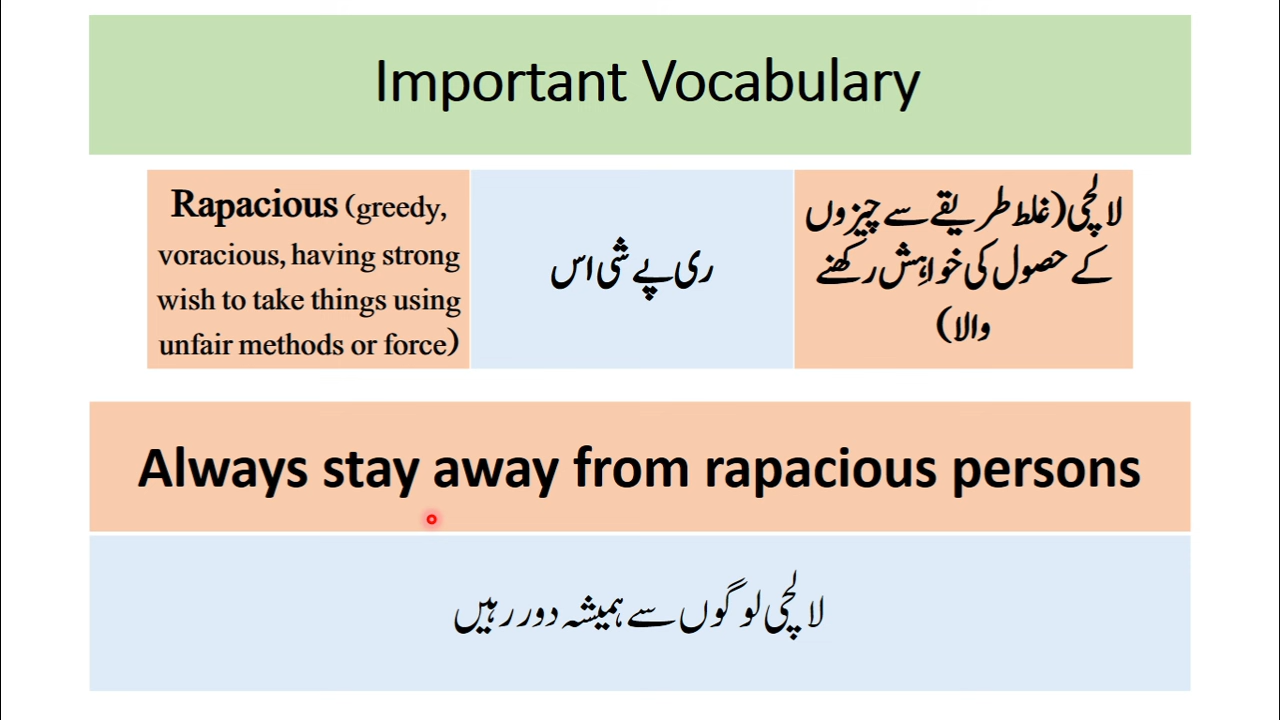 Important Vocabulary
Rapacious (greedy,
voracious, having strong
wish to take things using
unfair methods or force)
ری پے شی اس
لالچی(غلط طریقے سے چیزوں
کے حصول کی خواہش رکھنے
والا)
Always stay away from rapacious persons
لالچی لوگوں سے ہمیشہ دور رہیں